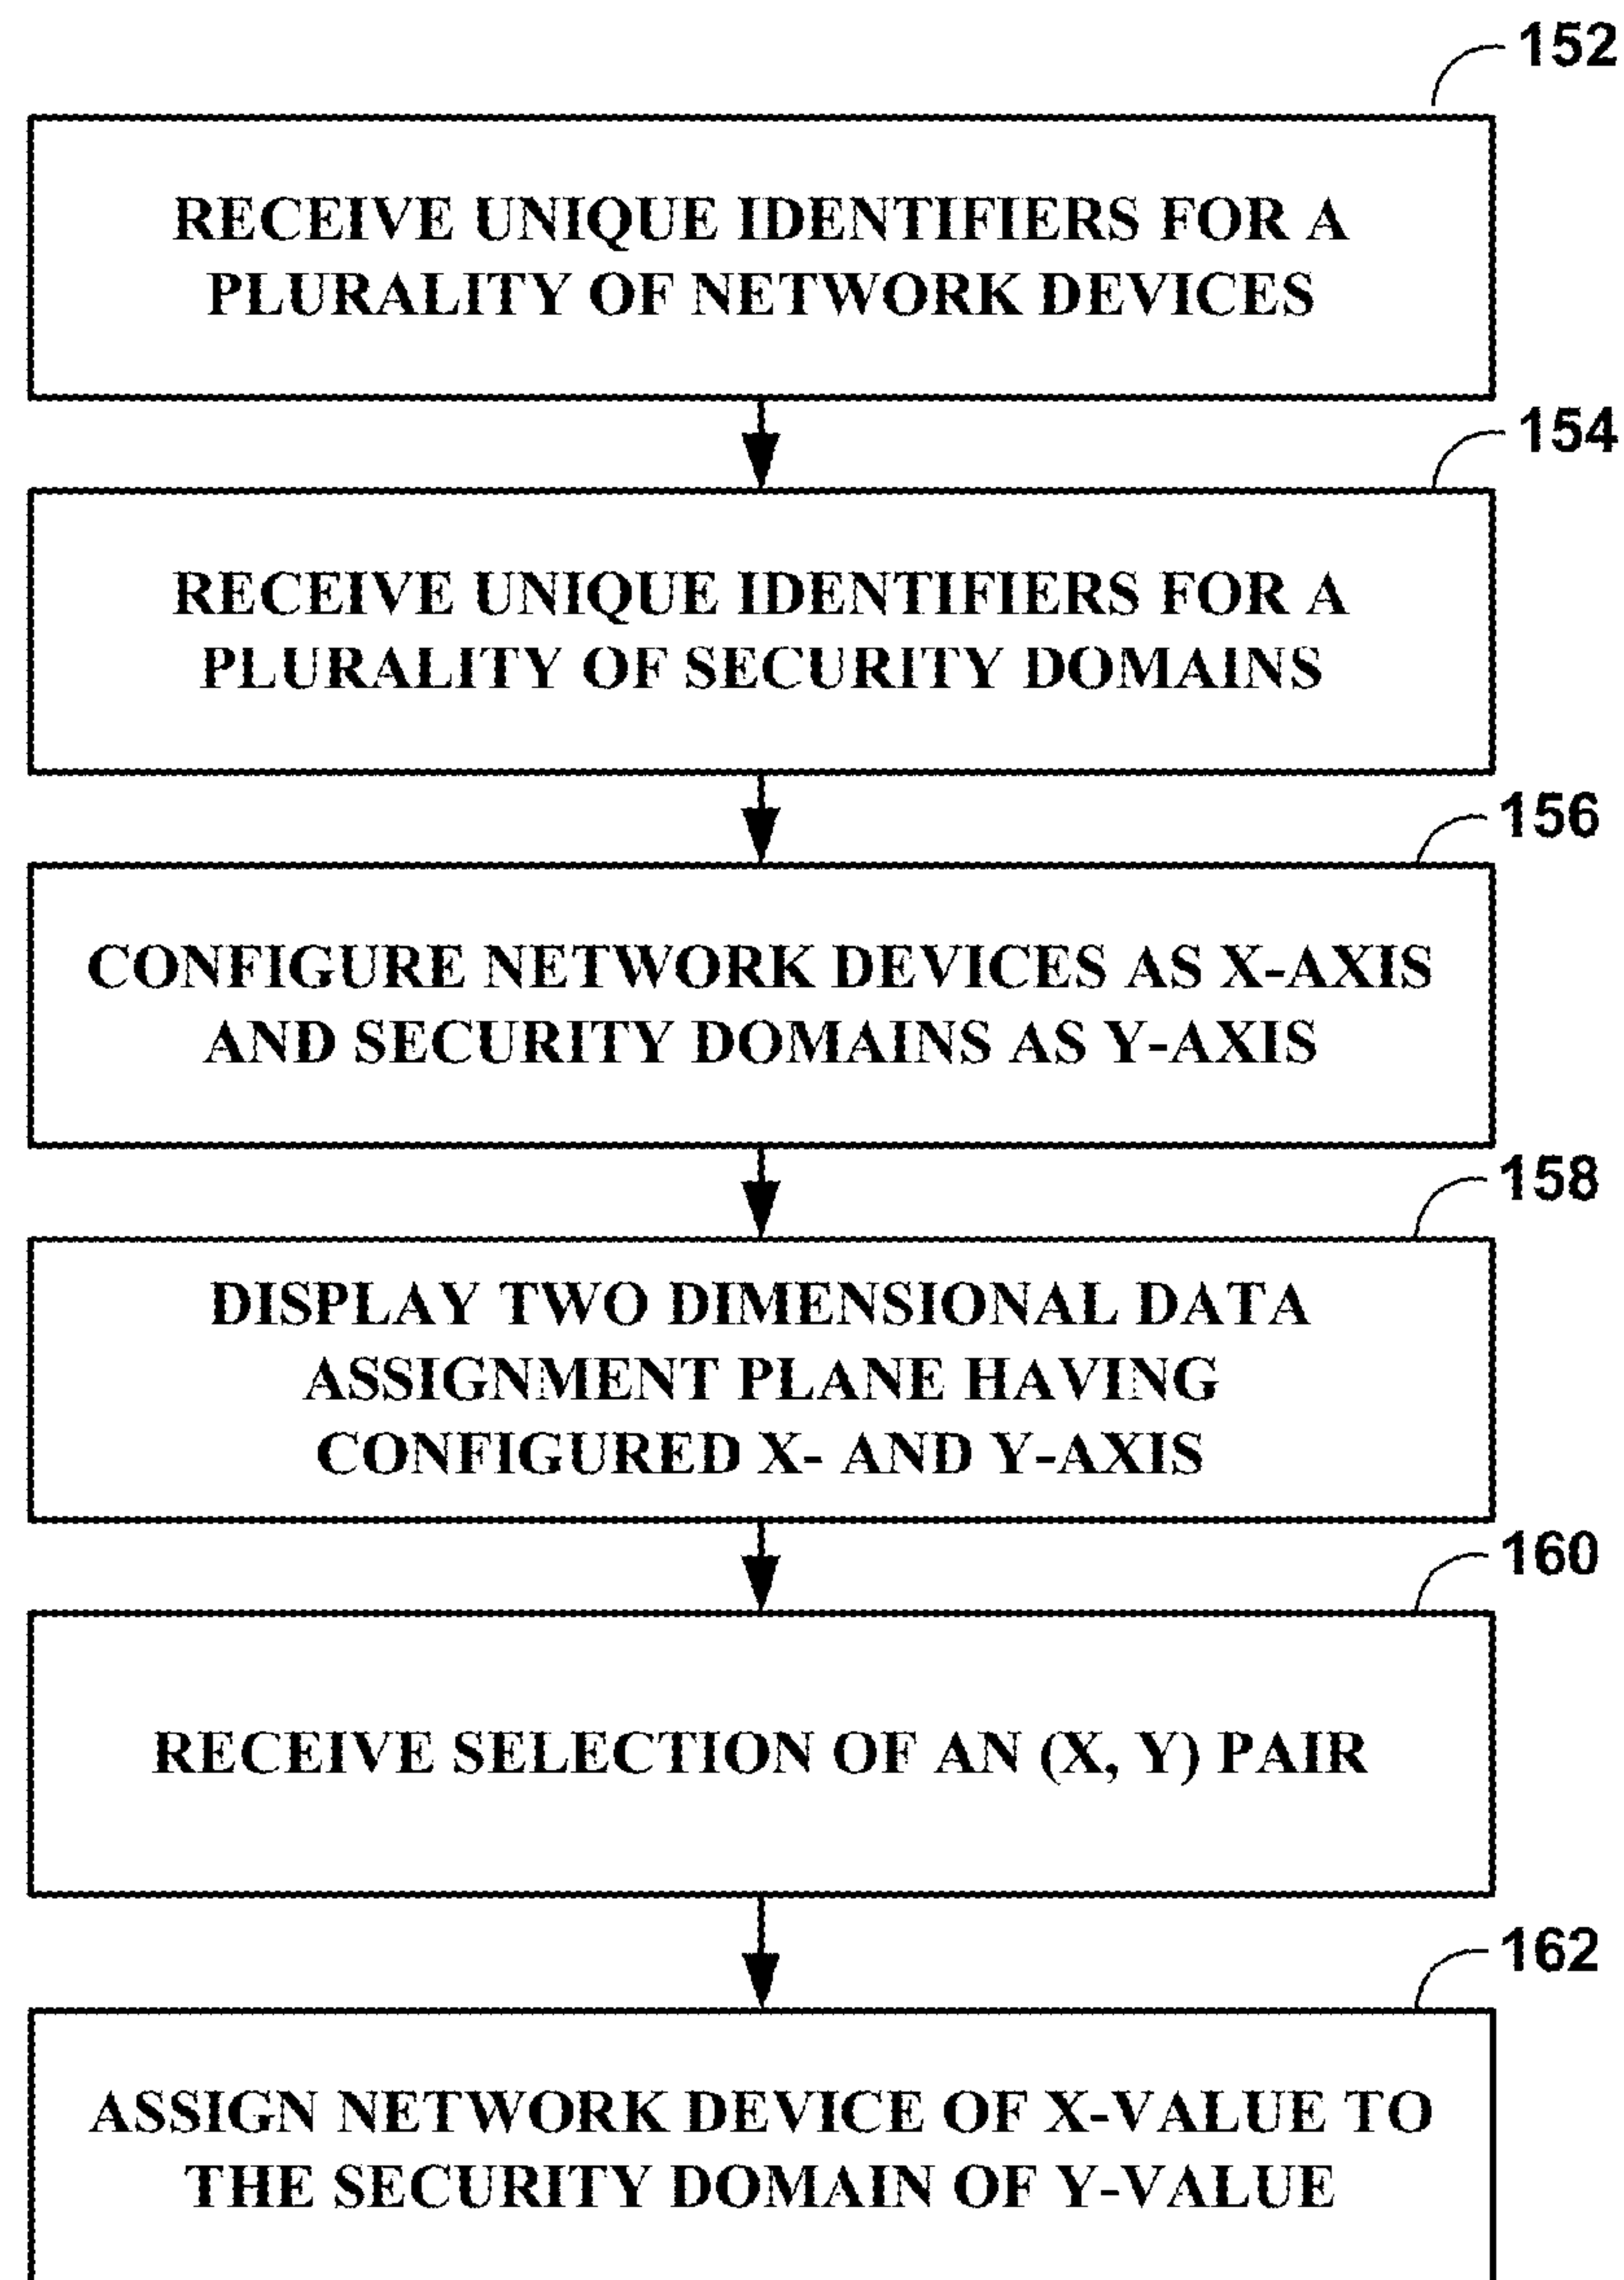 152
RECEIVE UNIQUE IDENTIFIERS FOR A
PLURALITY OF NETWORK DEVICES
154
RECEIVE UNIQUE IDENTIFIERS FOR A
PLURALITY OF SECURITY DOMAINS
156
CONFIGURE NETWORK DEVICES AS X-AXIS
AND SECURITY DOMAINS AS Y-AXIS
158
DISPLAY TWO DIMENSIONAL DATA
ASSIGNMENT PLANE HAVING
CONFIGURED X- AND Y-AXIS
160
RECEIVE SELECTION OF AN (X, Y) PAIR
162
ASSIGN NETWORK DEVICE OF X-VALUE TO
THE SECURITY DOMAIN OF Y-VALUE